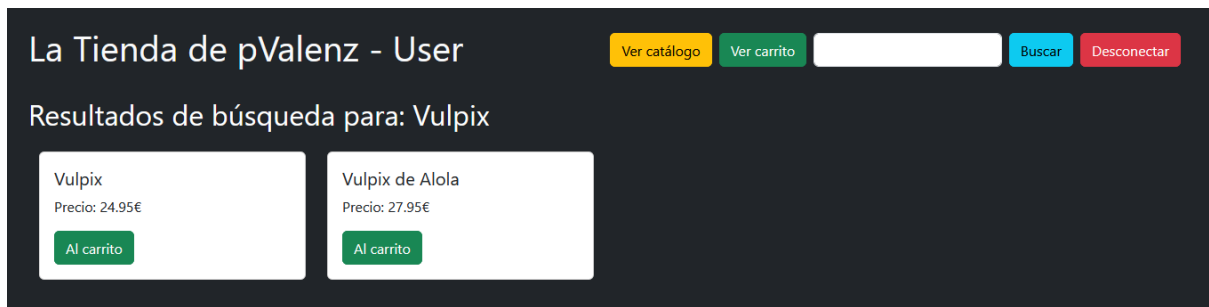 La Tienda de pValenz - User
Ver catálogo
Ver carrito
Buscar
Desconectar
Resultados de búsqueda para: Vulpix
Vulpix
Precio: 24.95€
Al carrito
Vulpix de Alola
Precio: 27.95€
Al carrito